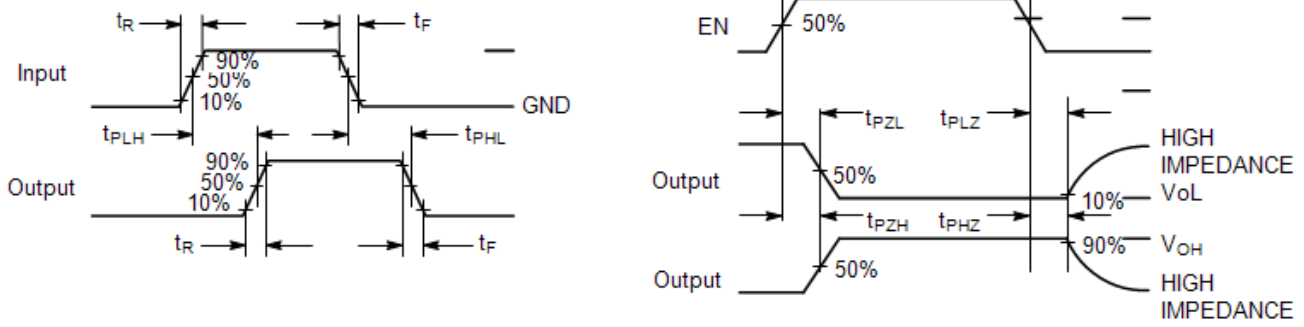 tR
tF
Input
90%
50%
10%
GND
tPLH
tPHL
Output
90%
50%
10%
tR
tF
EN
50%
tPZL
tPLZ
HIGH
IMPEDANCE
Output
50%
10%
VoL
tPZH
tPHZ
90%
VOH
Output
50%
HIGH
IMPEDANCE